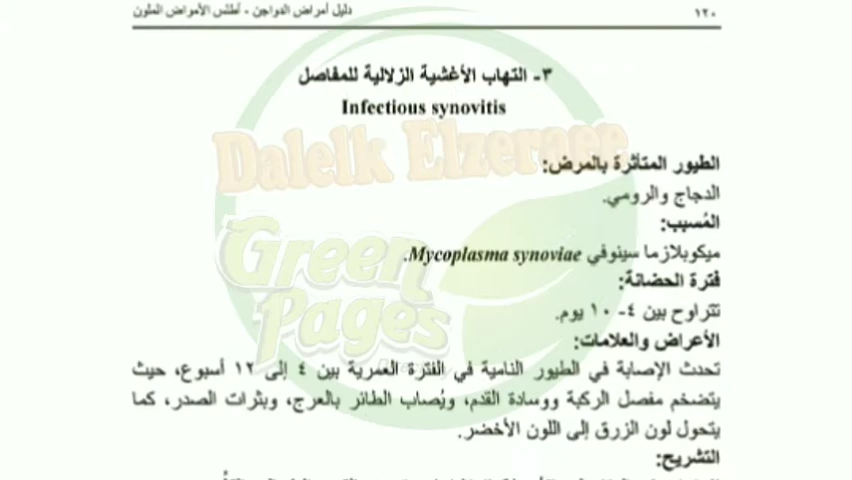 ١٢٠
دليل أمراض الدواجن - أطلس الأمراض الملون
٣- التهاب الأغشية الزلالية للمفاصل
Infectious synovitis
Dalelk Elzeraee
الطيور المتأثرة بالمرض:
الدجاج والرومي.
المُسبب:
ميكوبلازما سينوفي Mycoplasma synoviae.
Green Pages
فترة الحضانة:
تتراوح بين ٤- ١٠ يوم.
الأعراض والعلامات:
تحدث الإصابة في الطيور النامية في الفترة العمرية بين ٤ إلى ١٢ أسبوع، حيث
يتضخم مفصل الركبة ووسادة القدم، ويُصاب الطائر بالعرج، وبثرات الصدر، كما
يتحول لون الزرق إلى اللون الأخضر.
التشريح: